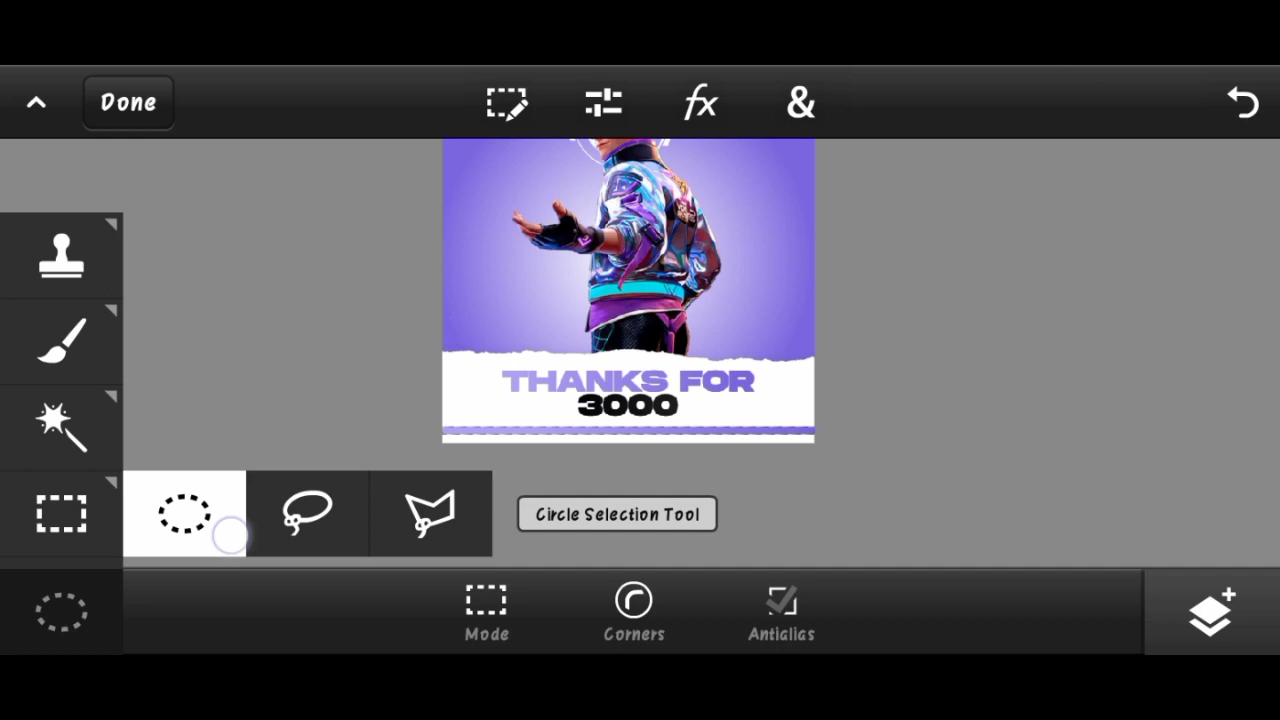 Done
fx
&
THANKS FOR
3000
Circle Selection Tool
Mode
Corners
Antialias